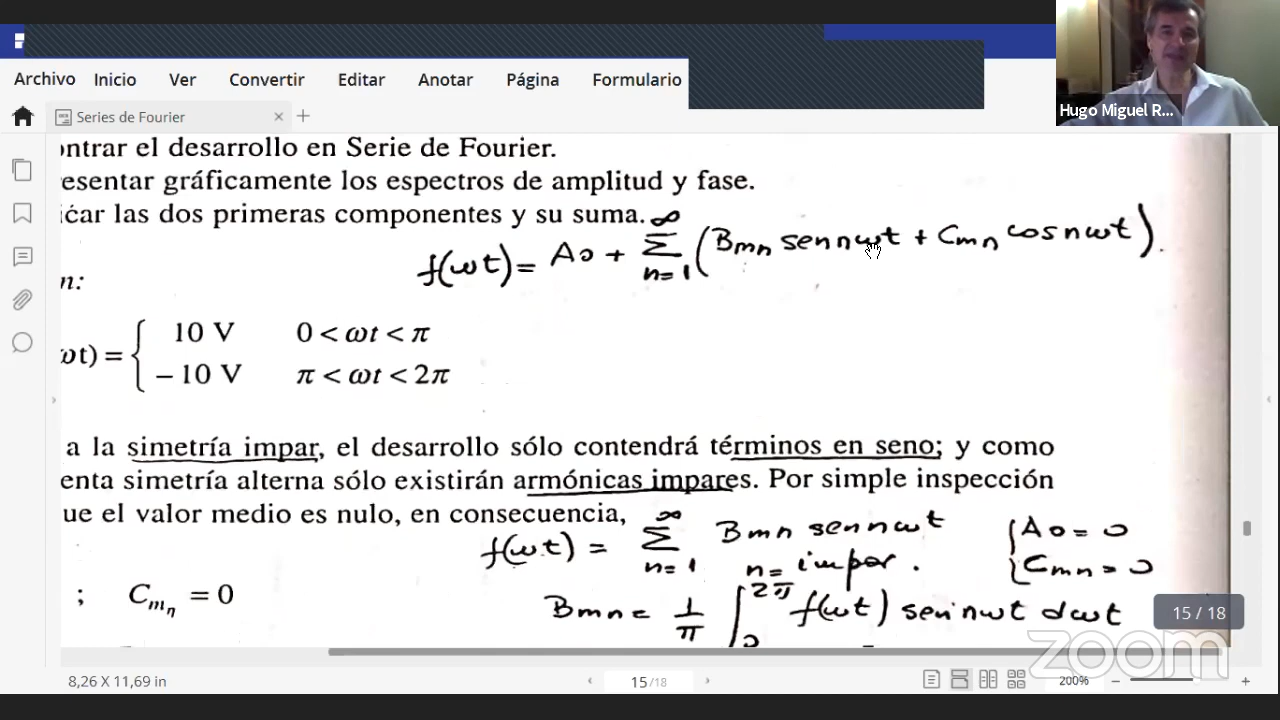 Archivo Inicio Ver Convertir Editar Anotar Página Formulario
Hugo Miguel R...
Series de Fourier
ontrar el desarrollo en Serie de Fourier.
esentar gráficamente los espectros de amplitud y fase.
icar las dos primeras componentes y su suma.
f(ωt) = Ao + ∞ Σ n=1 (Bmn sen nωt + Cmn cos nωt).
n:
ωt) = { 10 V 0 < ωt < π
− 10 V π < ωt < 2π
a la simetría impar, el desarrollo sólo contendrá términos en seno; y como
enta simetría alterna sólo existirán armónicas impares. Por simple inspección
ue el valor medio es nulo, en consecuencia,
f(ωt) = ∞ Σ n=1 Bmn sen nωt { Ao = 0
n = impar. Cmn = 0
; Cmn = 0
Bmn = 1/π ∫ 0 2π f(ωt) sen nωt dωt
15 / 18
zoom
8,26 X 11,69 in 15/18 200%